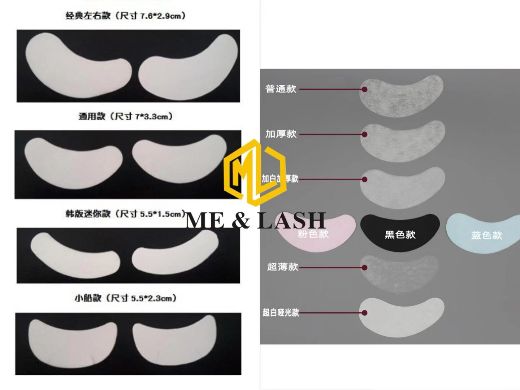 经典左右款（尺寸 7.6*2.9cm）
通用款（尺寸 7*3.3cm）
韩版迷你款（尺寸 5.5*1.5cm）
小船款（尺寸 5.5*2.3cm）
普通款
加厚款
加白加厚款
ME & LASH
粉色款
黑色款
蓝色款
超薄款
超白哑光款